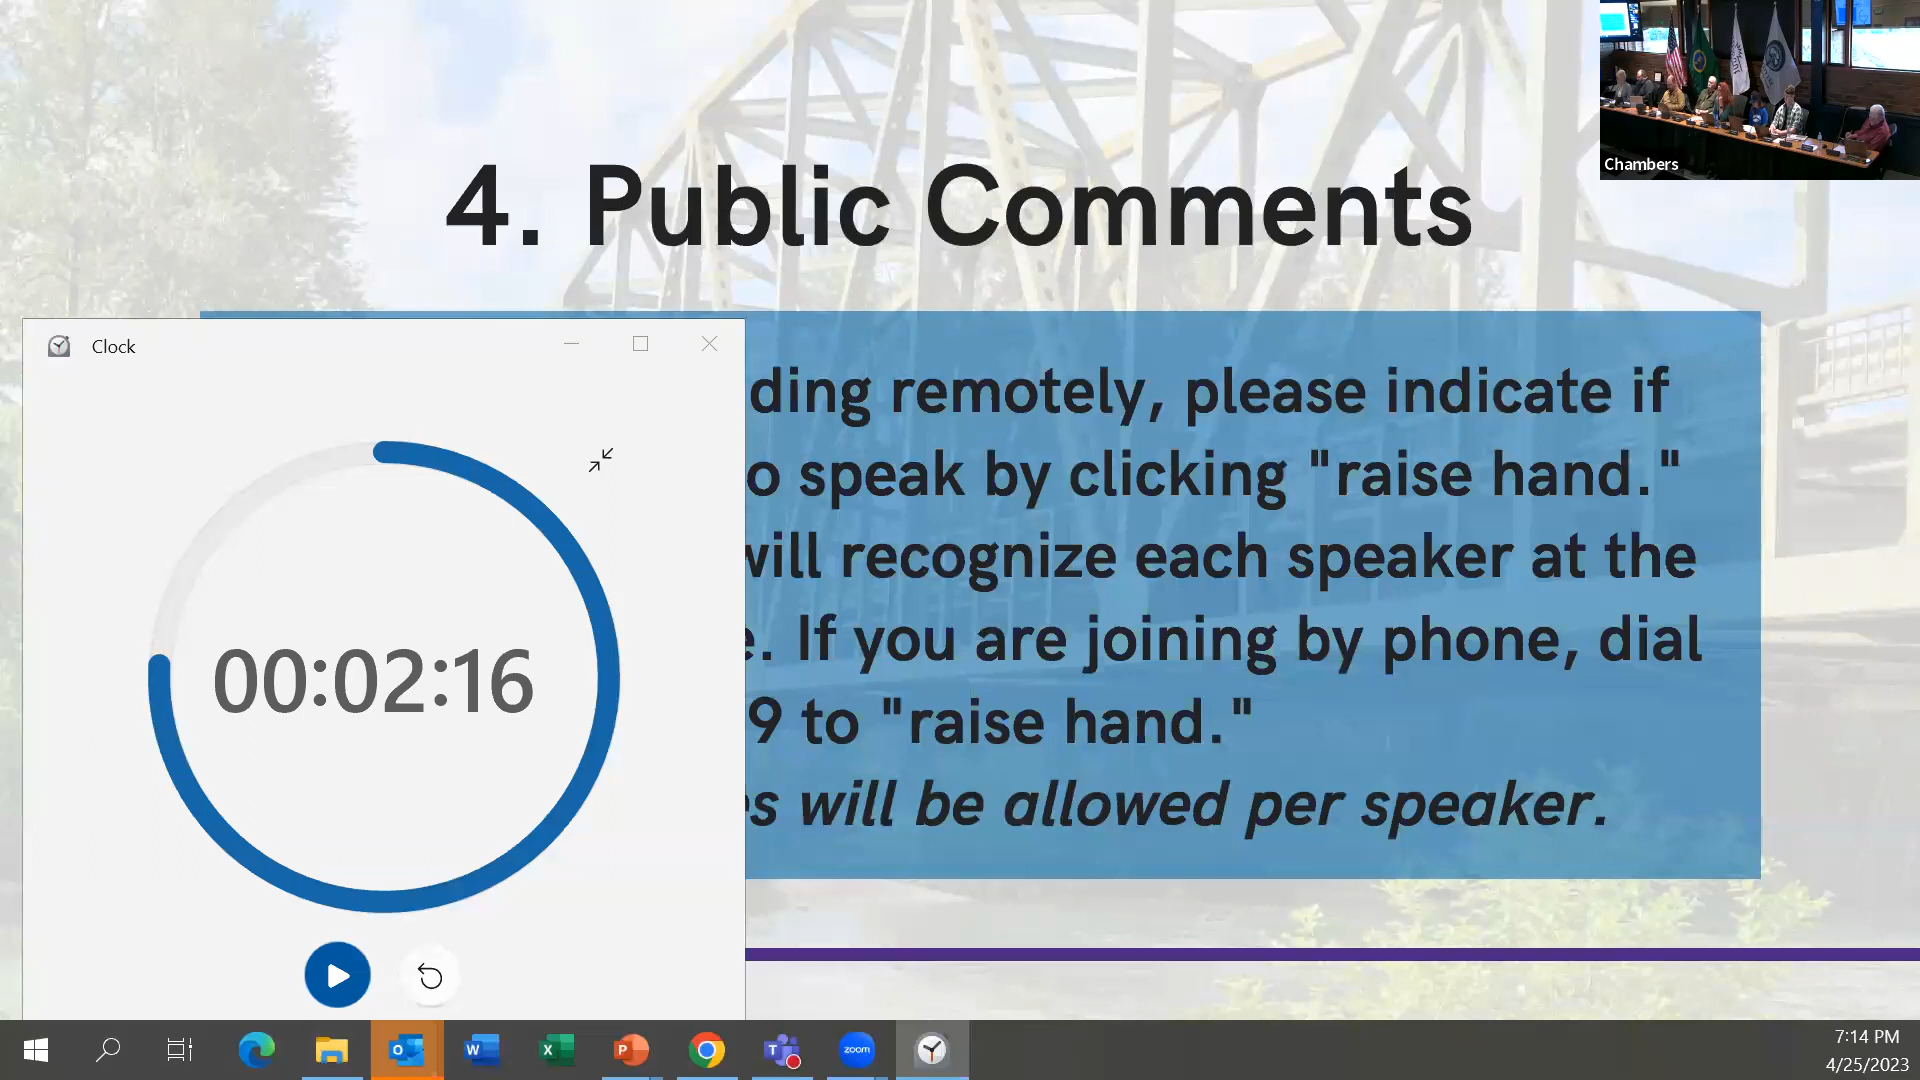 Chambers
4. Public Comments
Clock
ding remotely, please indicate if
o speak by clicking "raise hand."
will recognize each speaker at the
e. If you are joining by phone, dial
9 to "raise hand."
s will be allowed per speaker.
00:02:16
zoom
7:14 PM
4/25/2023